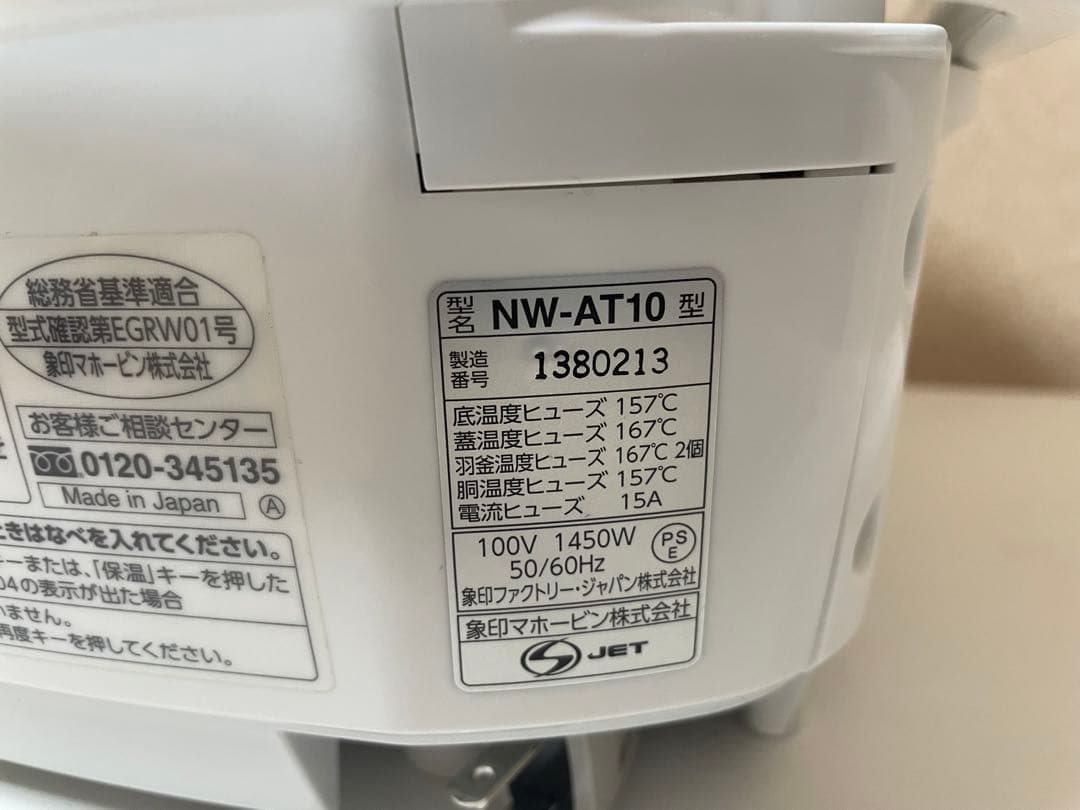 総務省基準適合
型式確認第EGRW01号
象印マホービン株式会社
お客様ご相談センター
0120-345135
Made in Japan
A
ときはなべを入れてください。
キーまたは、「保温」キーを押した
04の表示が出た場合
いません。
再度キーを押してください。
型名 NW-AT10 型
製造番号 1380213
底温度ヒューズ 157℃
蓋温度ヒューズ 167℃
羽釜温度ヒューズ 167℃ 2個
胴温度ヒューズ 157℃
電流ヒューズ 15A
100V 1450W
50/60Hz
PSE
象印ファクトリー・ジャパン株式会社
象印マホービン株式会社
JET